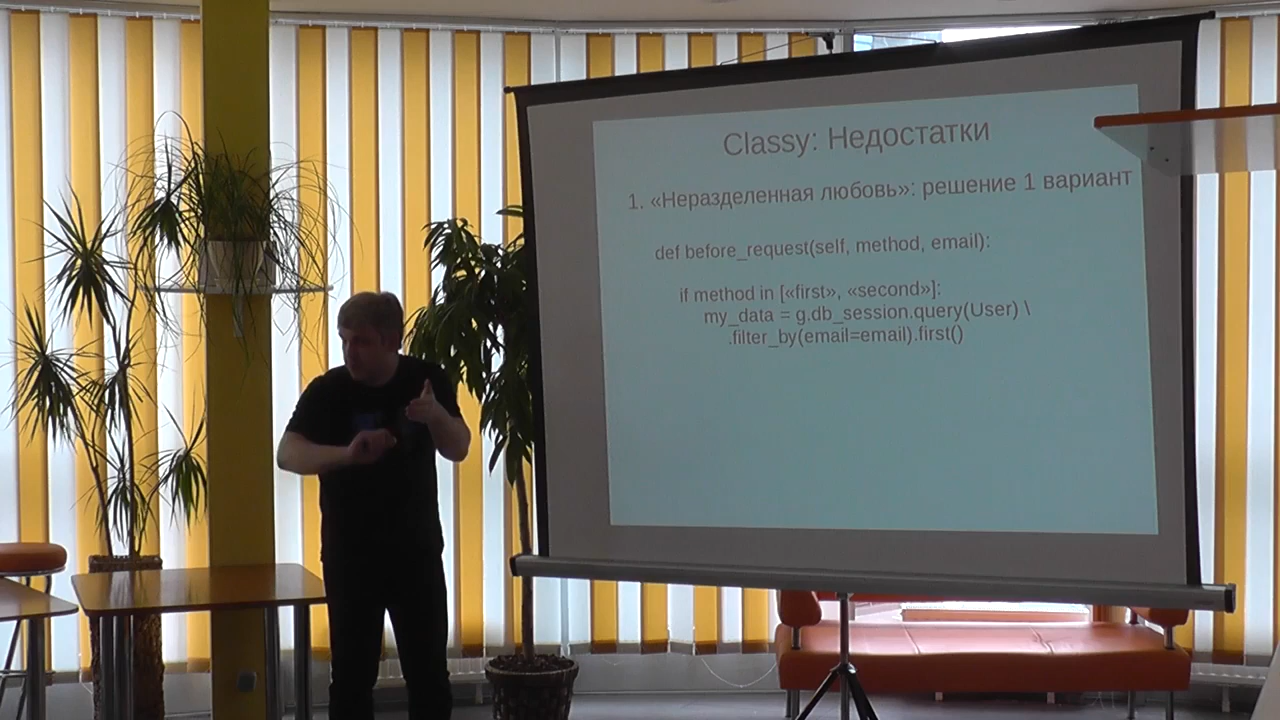 Classy: Недостатки
1. «Неразделенная любовь»: решение 1 вариант
def before_request(self, method, email):
if method in [«first», «second»]:
my_data = g.db_session.query(User) \
.filter_by(email=email).first()